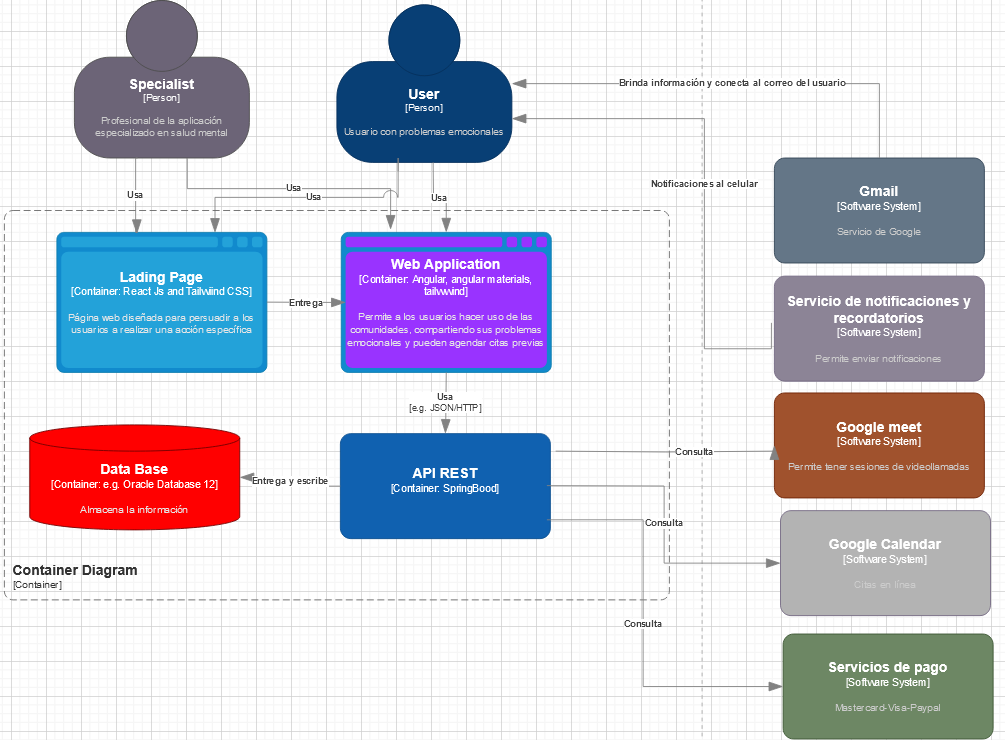 Specialist
[Person]
Profesional de la aplicación
especializado en salud mental
User
[Person]
Usuario con problemas emocionales
Brinda información y conecta al correo del usuario
Notificaciones al celular
Usa
Usa
Usa
Usa
Gmail
[Software System]
Servicio de Google
Lading Page
[Container: React Js and Tailwiind CSS]
Página web diseñada para persuadir a los
usuarios a realizar una acción específica
Entrega
Web Application
[Container: Angular, angular materials,
tailwwind]
Permite a los usuarios hacer uso de las
comunidades, compartiendo sus problemas
emocionales y pueden agendar citas previas
Servicio de notificaciones y
recordatorios
[Software System]
Permite enviar notificaciones
Usa
[e.g. JSON/HTTP]
Google meet
[Software System]
Permite tener sesiones de videollamadas
Data Base
[Container: e.g. Oracle Database 12]
Almacena la información
Entrega y escribe
API REST
[Container: SpringBood]
Consulta
Consulta
Consulta
Google Calendar
[Software System]
Citas en línea
Container Diagram
[Container]
Servicios de pago
[Software System]
Mastercard-Visa-Paypal